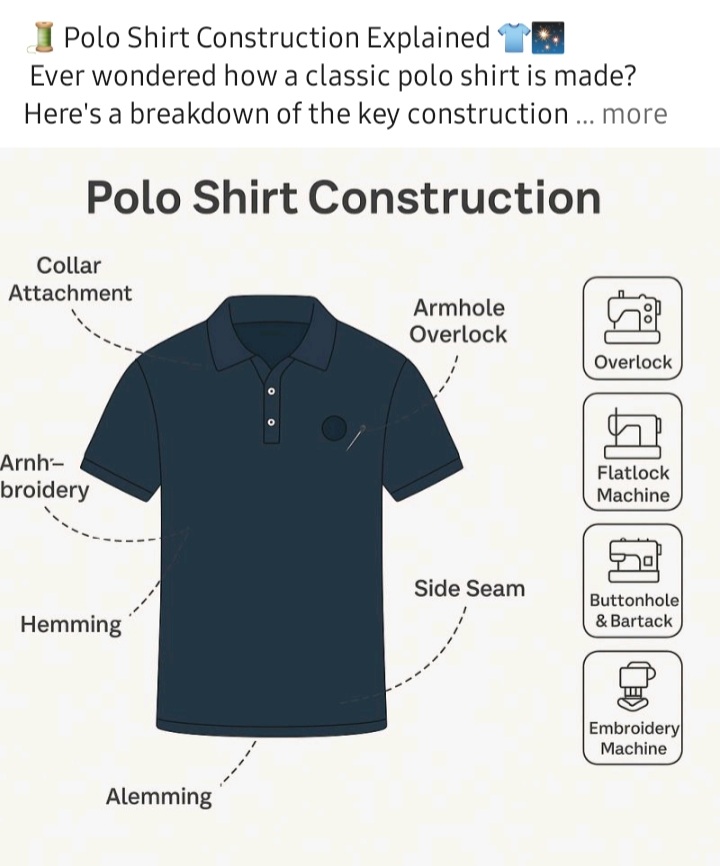 🧵 Polo Shirt Construction Explained 👕🎇
Ever wondered how a classic polo shirt is made?
Here's a breakdown of the key construction ... more
Polo Shirt Construction
Collar
Attachment
Armhole
Overlock
Arnh–
broidery
Hemming
Side Seam
Alemming
Overlock
Flatlock
Machine
Buttonhole
& Bartack
Embroidery
Machine